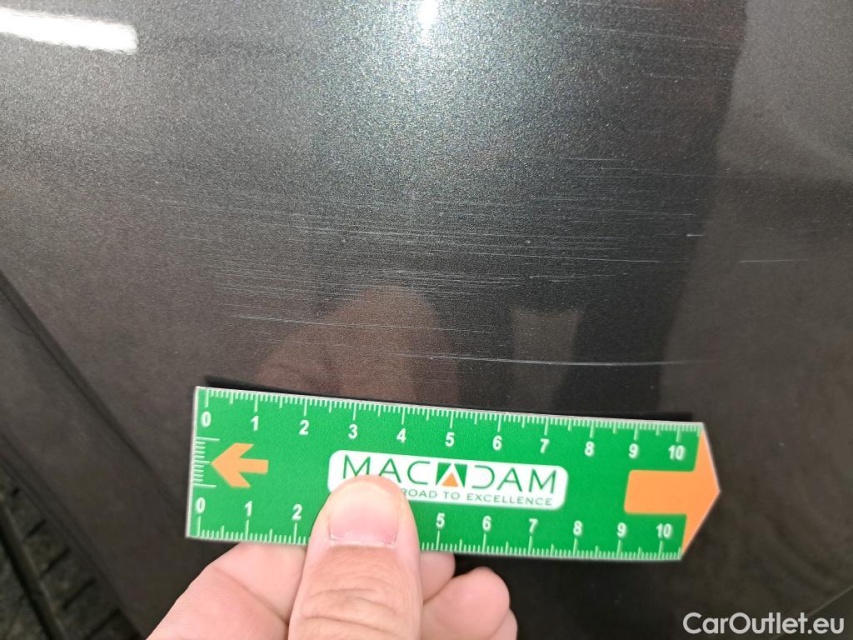 0 1 2 3 4 5 6 7 8 9 10
MACADAM
ROAD TO EXCELLENCE
0 1 2 5 6 7 8 9 10
CarOutlet.eu